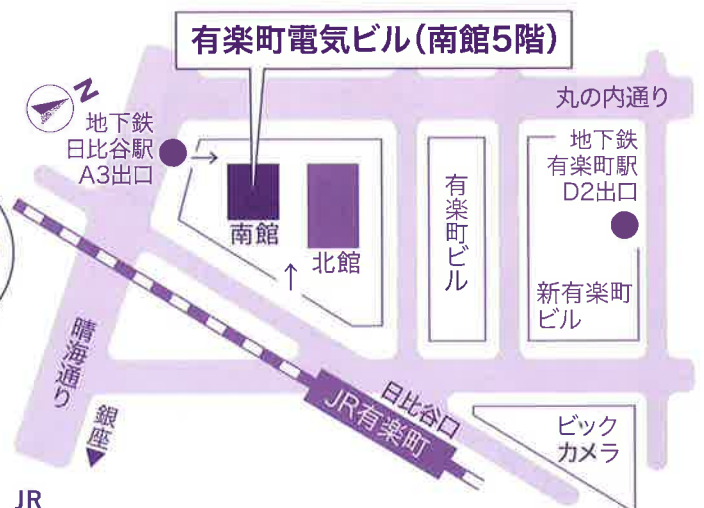 有楽町電気ビル(南館5階)
丸の内通り
N
地下鉄
日比谷駅
A3出口
→
地下鉄
有楽町駅
D2出口
南館
北館
↑
有楽町ビル
新有楽町
ビル
晴海通り
銀座
JR有楽町
日比谷口
ビック
カメラ
JR